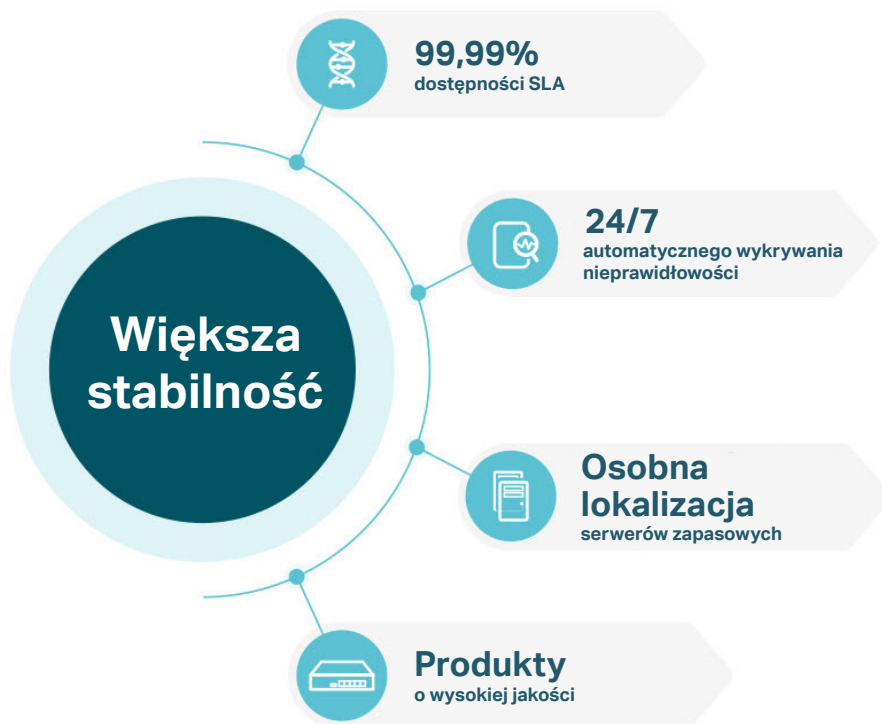 99,99%
dostępności SLA
24/7
automatycznego wykrywania
nieprawidłowości
Większa
stabilność
Osobna
lokalizacja
serwerów zapasowych
Produkty
o wysokiej jakości